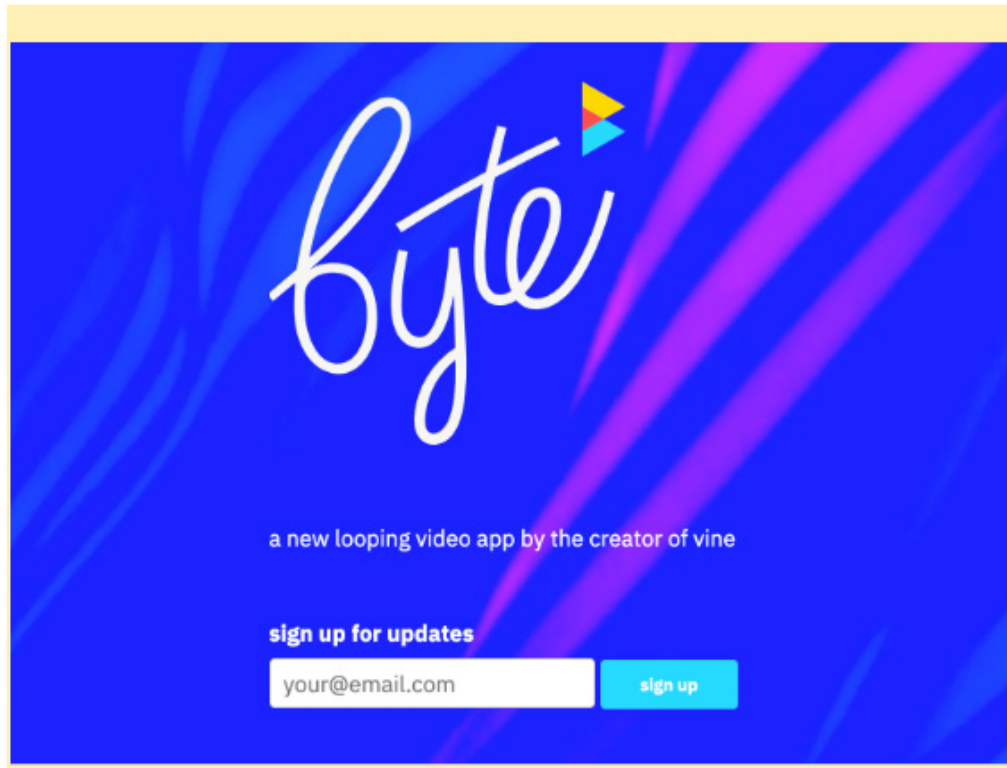 byte
a new looping video app by the creator of vine
sign up for updates
your@email.com
sign up